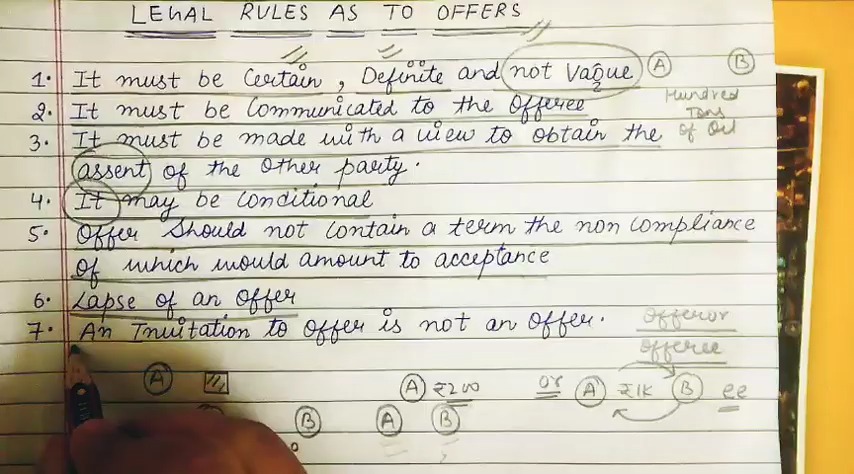 LEGAL RULES AS TO OFFERS
1. It must be Certain, Definite and not Vague (A) (B)
2. It must be Communicated to the Offeree Hundred
Tons
3. It must be made with a view to obtain the of Oil
assent of the Other party.
4. It may be Conditional
5. Offer Should not Contain a term the non Compliance
of which would amount to acceptance
6. Lapse of an Offer
7. An Invitation to Offer is not an Offer. Offeror
Offeree
A A ₹200 or A ₹1K B ee
B A B